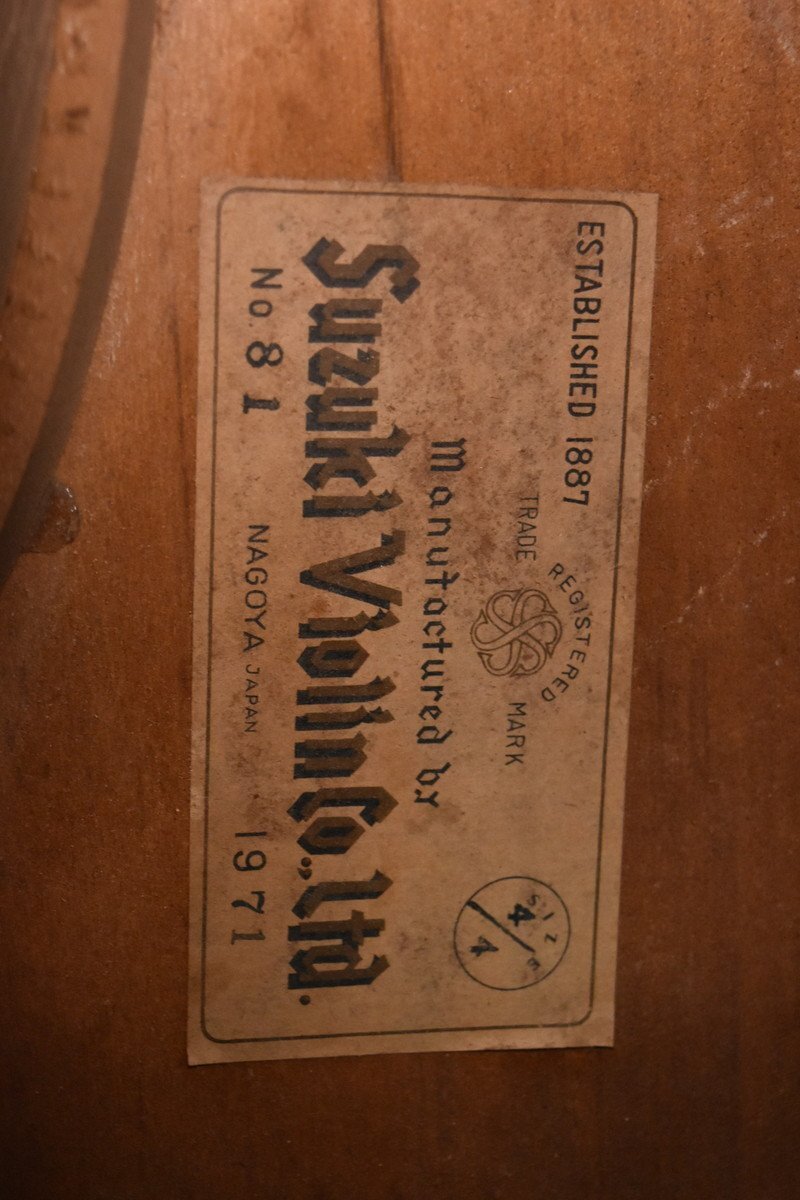 ESTABLISHED 1887
REGISTERED
TRADE MARK
SIZE
4/4
Manufactured by
Suzuki Violin Co., Ltd.
No. 81 NAGOYA JAPAN 1971